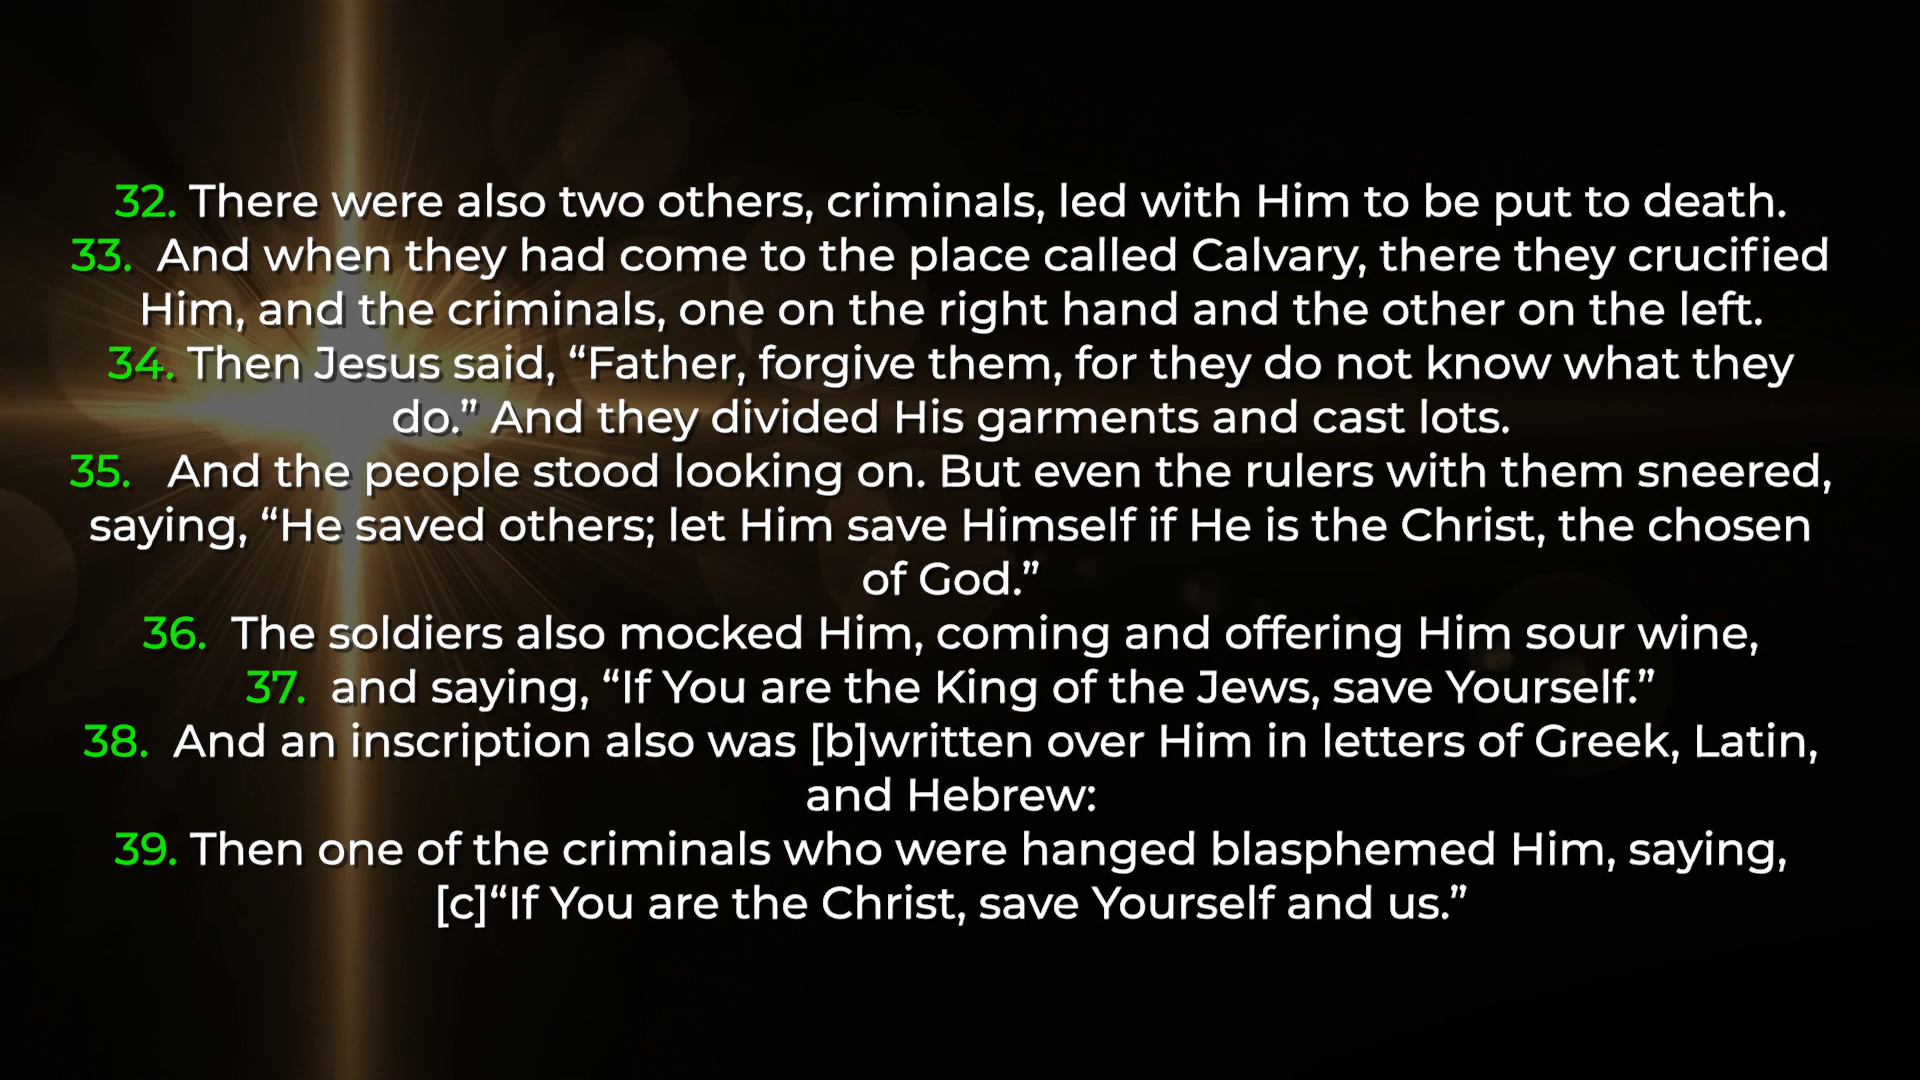 32. There were also two others, criminals, led with Him to be put to death.
33. And when they had come to the place called Calvary, there they crucified
Him, and the criminals, one on the right hand and the other on the left.
34. Then Jesus said, “Father, forgive them, for they do not know what they
do.” And they divided His garments and cast lots.
35. And the people stood looking on. But even the rulers with them sneered,
saying, “He saved others; let Him save Himself if He is the Christ, the chosen
of God.”
36. The soldiers also mocked Him, coming and offering Him sour wine,
37. and saying, “If You are the King of the Jews, save Yourself.”
38. And an inscription also was [b]written over Him in letters of Greek, Latin,
and Hebrew:
39. Then one of the criminals who were hanged blasphemed Him, saying,
[c]“If You are the Christ, save Yourself and us.”